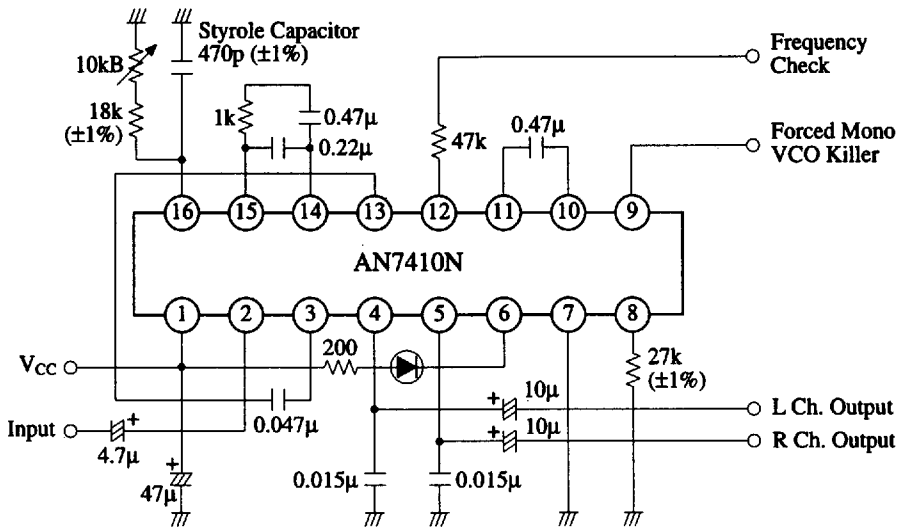 Styrole Capacitor
470p (±1%)
10kB
18k
(±1%)
1k
0.47μ
0.22μ
47k
0.47μ
Frequency
Check
Forced Mono
VCO Killer
16
15
14
13
12
11
10
9
AN7410N
1
2
3
4
5
6
7
8
VCC
200
27k
(±1%)
0.047μ
10μ
L Ch. Output
Input
4.7μ
+
10μ
R Ch. Output
+
+
+
47μ
0.015μ
0.015μ